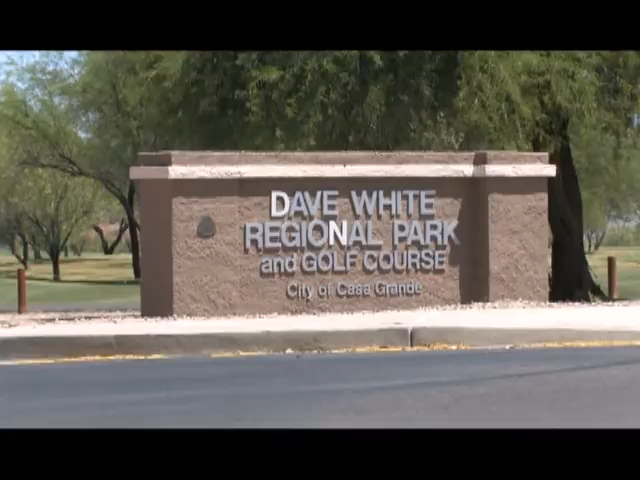 DAVE WHITE
REGIONAL PARK
and GOLF COURSE
City of Casa Grande